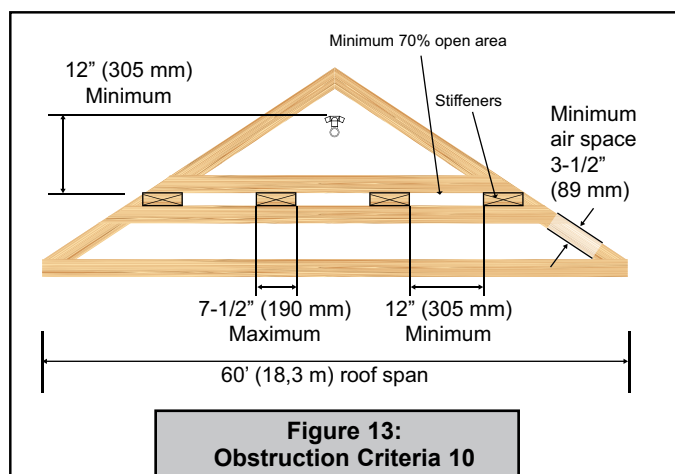 Minimum 70% open area
12” (305 mm)
Minimum
Stiffeners
Minimum
air space
3-1/2”
(89 mm)
7-1/2” (190 mm)
Maximum
12” (305 mm)
Minimum
60’ (18,3 m) roof span
Figure 13:
Obstruction Criteria 10